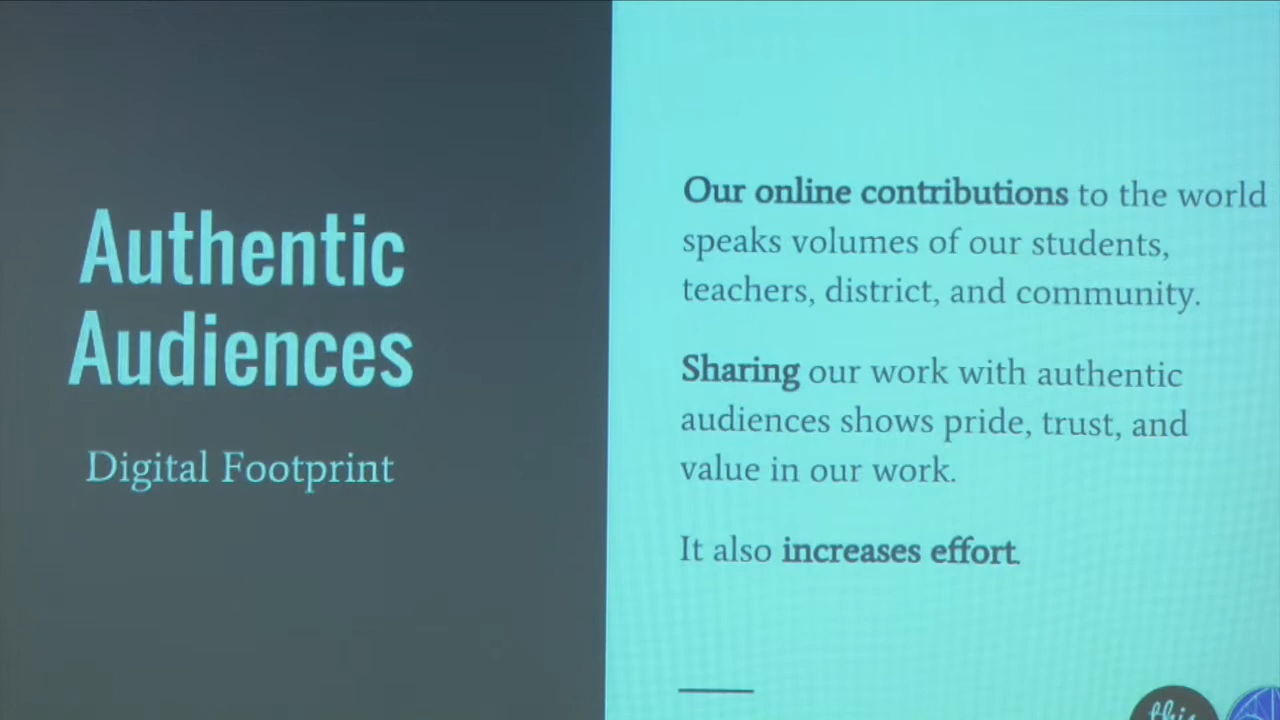 Authentic
Audiences
Digital Footprint
Our online contributions to the world
speaks volumes of our students,
teachers, district, and community.
Sharing our work with authentic
audiences shows pride, trust, and
value in our work.
It also increases effort.
this